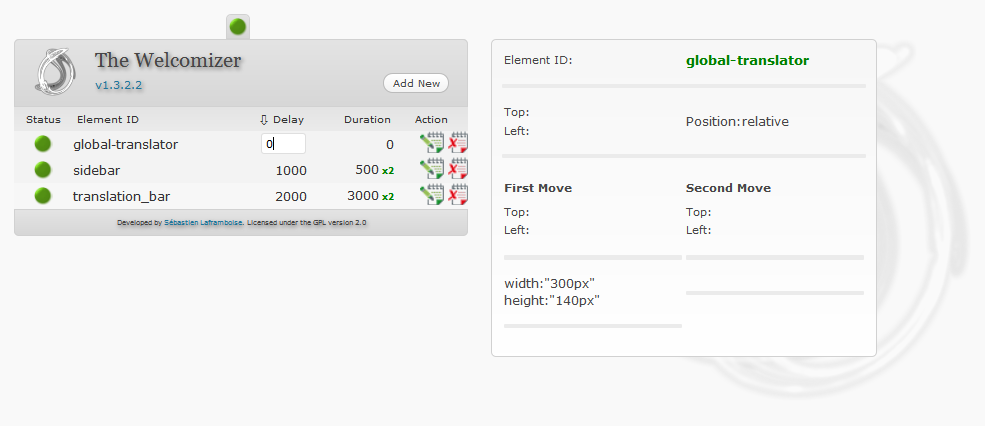 The Welcomizer
v1.3.2.2
Add New
Status Element ID ⇩ Delay Duration Action
global-translator 0 0
sidebar 1000 500 x2
translation_bar 2000 3000 x2
Developed by Sébastien Laframboise. Licensed under the GPL version 2.0
Element ID: global-translator
Top:
Left:
Position:relative
First Move Second Move
Top: Top:
Left: Left:
width:"300px"
height:"140px"